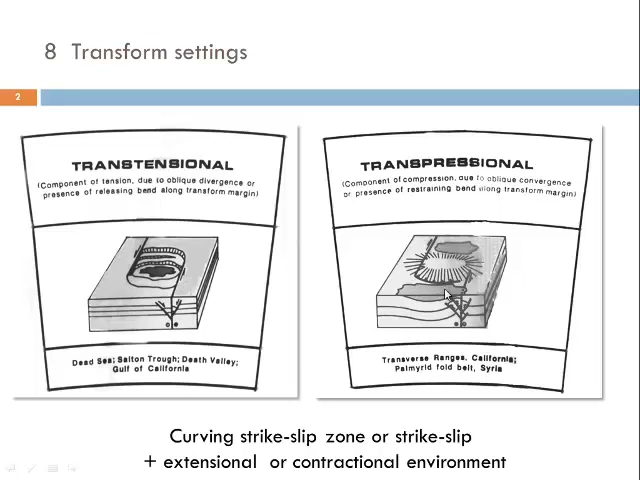 8 Transform settings
2
TRANSTENSIONAL
(Component of tension, due to oblique divergence or
presence of releasing bend along transform margin)
Dead Sea; Salton Trough; Death Valley;
Gulf of California
TRANSPRESSIONAL
(Component of compression, due to oblique convergence
or presence of restraining bend along transform margin)
Transverse Ranges, California;
Palmyrid fold belt, Syria
Curving strike-slip zone or strike-slip
+ extensional or contractional environment